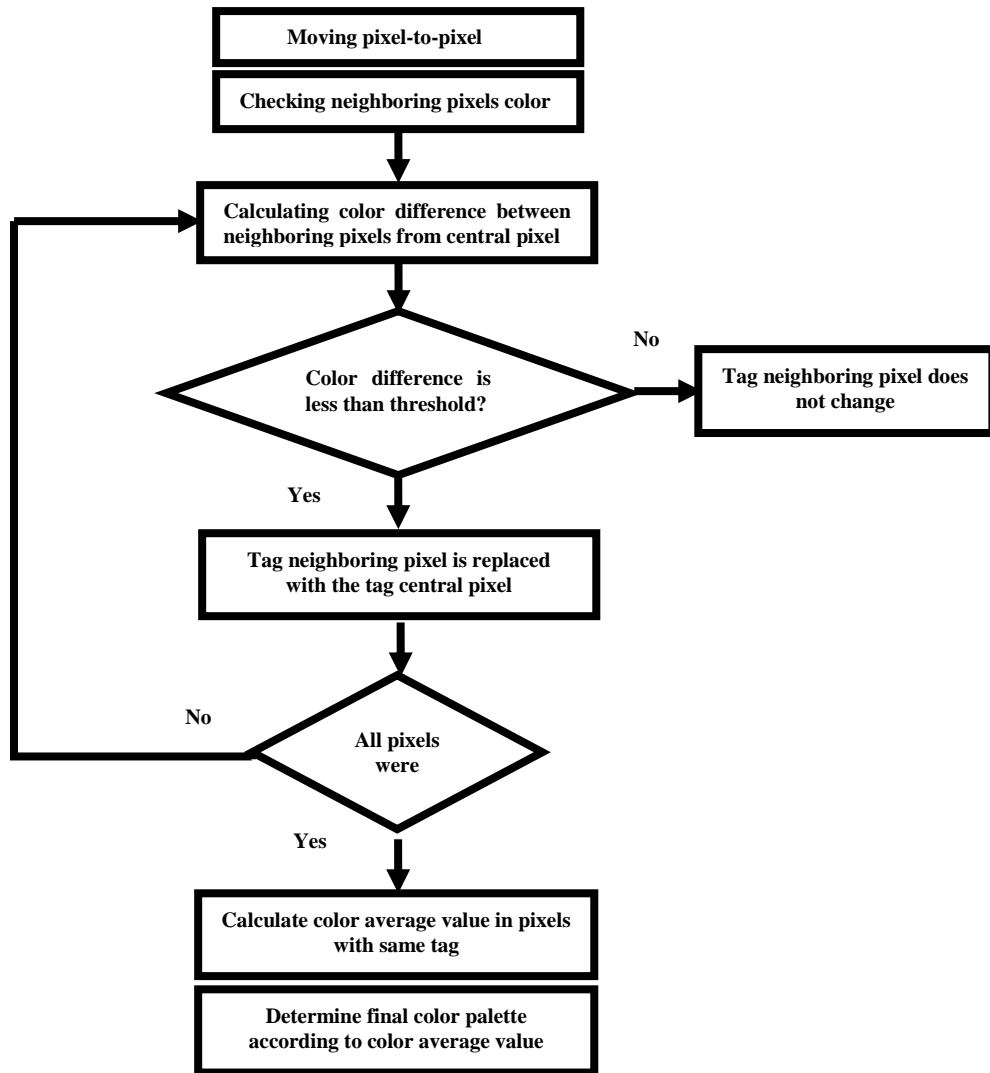 Moving pixel-to-pixel
Checking neighboring pixels color
Calculating color difference between
neighboring pixels from central pixel
No
Color difference is
less than threshold?
Tag neighboring pixel does
not change
Yes
Tag neighboring pixel is replaced
with the tag central pixel
No
All pixels
were
Yes
Calculate color average value in pixels
with same tag
Determine final color palette
according to color average value